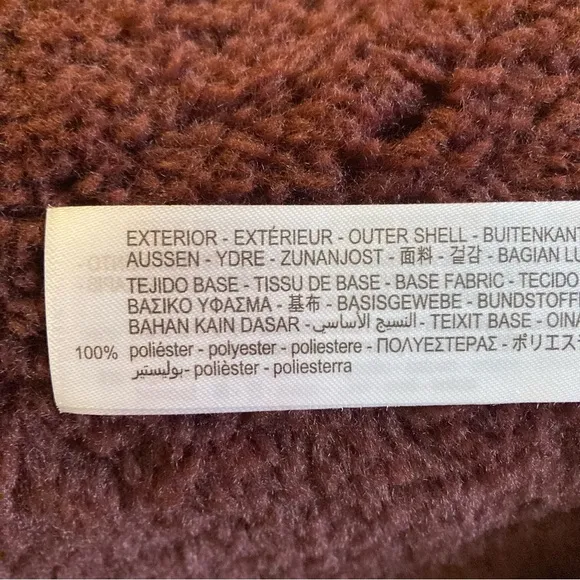 EXTERIOR - EXTÉRIEUR - OUTER SHELL - BUITENKANT
AUSSEN - YDRE - ZUNANJOST - 面料 - 겉감 - BAGIAN LU
TEJIDO BASE - TISSU DE BASE - BASE FABRIC - TECIDO
ΒΑΣΙΚΟ ΥΦΑΣΜΑ - 基布 - BASISGEWEBE - BUNDSTOFF
BAHAN KAIN DASAR - النسيج الأساسي - TEIXIT BASE - OINA
100% poliéster - polyester - poliestere - ΠΟΛΥΕΣΤΕΡΑΣ - ポリエス
بوليستير - polièster - poliesterra